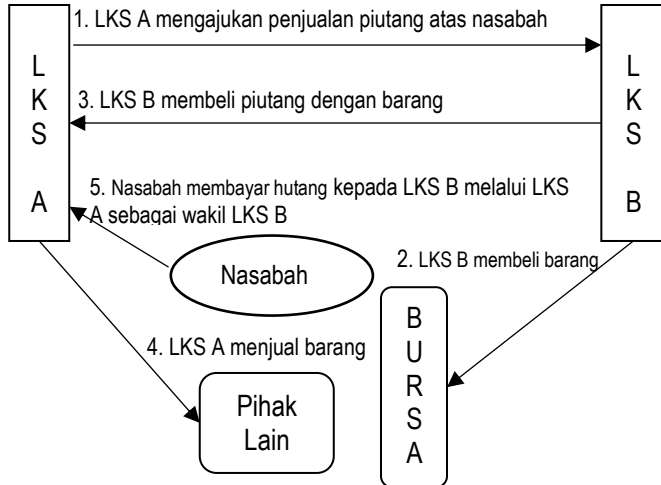 1. LKS A mengajukan penjualan piutang atas nasabah
L
K
S
A
L
K
S
B
3. LKS B membeli piutang dengan barang
5. Nasabah membayar hutang kepada LKS B melalui LKS
A sebagai wakil LKS B
Nasabah
2. LKS B membeli barang
B
U
R
S
A
4. LKS A menjual barang
Pihak
Lain